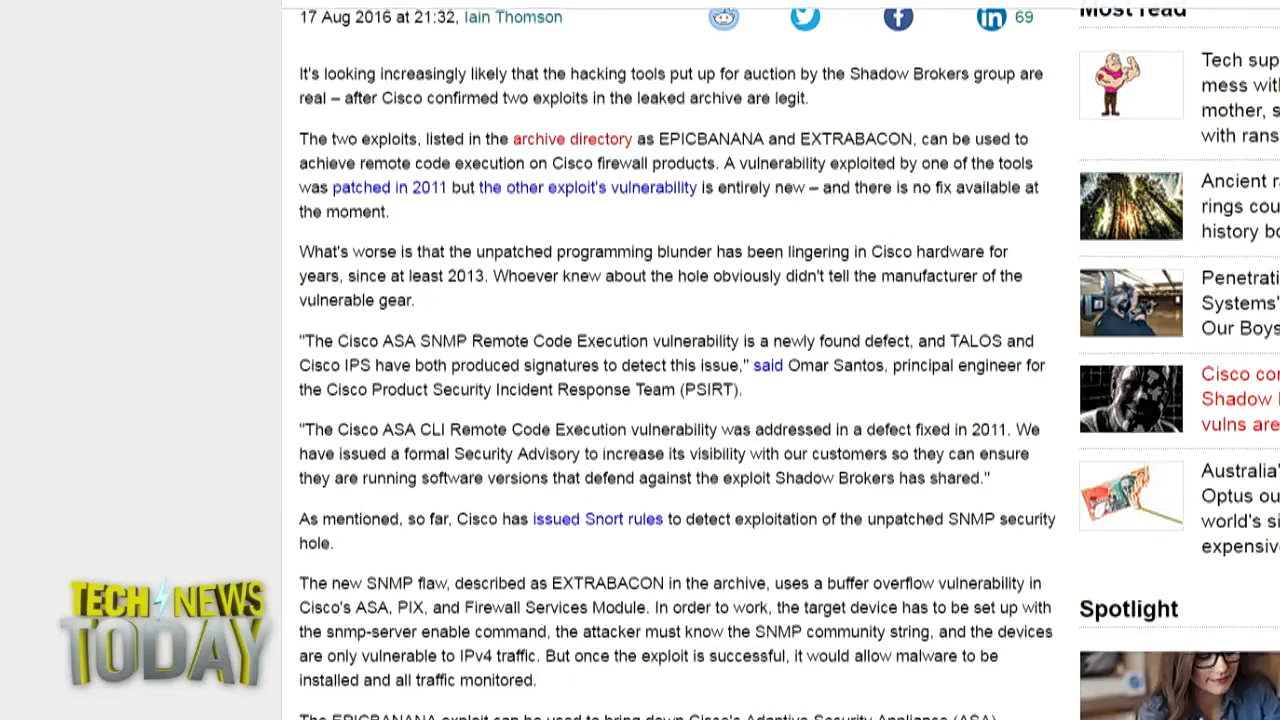 17 Aug 2016 at 21:32, Iain Thomson
69
It's looking increasingly likely that the hacking tools put up for auction by the Shadow Brokers group are
real – after Cisco confirmed two exploits in the leaked archive are legit.
The two exploits, listed in the archive directory as EPICBANANA and EXTRABACON, can be used to
achieve remote code execution on Cisco firewall products. A vulnerability exploited by one of the tools
was patched in 2011 but the other exploit's vulnerability is entirely new – and there is no fix available at
the moment.
What's worse is that the unpatched programming blunder has been lingering in Cisco hardware for
years, since at least 2013. Whoever knew about the hole obviously didn't tell the manufacturer of the
vulnerable gear.
"The Cisco ASA SNMP Remote Code Execution vulnerability is a newly found defect, and TALOS and
Cisco IPS have both produced signatures to detect this issue," said Omar Santos, principal engineer for
the Cisco Product Security Incident Response Team (PSIRT).
"The Cisco ASA CLI Remote Code Execution vulnerability was addressed in a defect fixed in 2011. We
have issued a formal Security Advisory to increase its visibility with our customers so they can ensure
they are running software versions that defend against the exploit Shadow Brokers has shared."
As mentioned, so far, Cisco has issued Snort rules to detect exploitation of the unpatched SNMP security
hole.
The new SNMP flaw, described as EXTRABACON in the archive, uses a buffer overflow vulnerability in
Cisco's ASA, PIX, and Firewall Services Module. In order to work, the target device has to be set up with
the snmp-server enable command, the attacker must know the SNMP community string, and the devices
are only vulnerable to IPv4 traffic. But once the exploit is successful, it would allow malware to be
installed and all traffic monitored.
The EPICBANANA exploit can be used to bring down Cisco's Adaptive Security Appliance (ASA)
Most read
Tech sup
mess wit
mother, s
with rans
Ancient r
rings cou
history bo
Penetrati
Systems'
Our Boys
Cisco con
Shadow
vulns are
Australia'
Optus ou
world's si
expensiv
Spotlight
TECH NEWS
TODAY